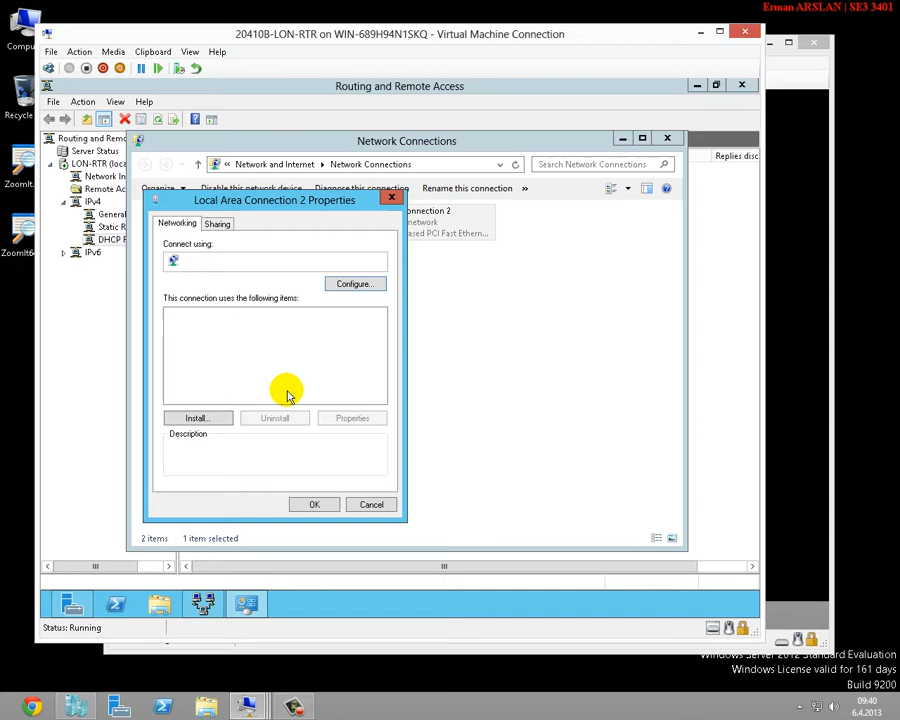 Erman ARSLAN | SE3 3401
20410B-LON-RTR on WIN-689H94N1SKQ - Virtual Machine Connection
File Action Media Clipboard View Help
Routing and Remote Access
File Action View Help
Network Connections
Replies disc
Routing and Remo
Server Status
LON-RTR (loca
Network In
Remote Ac
IPv4
General
Static R
DHCP R
IPv6
« Network and Internet Network Connections
Search Network Connections
Organize Disable this network device Diagnose this connection Rename this connection »
Local Area Connection 2 Properties
onnection 2
network
ased PCI Fast Ethern...
Networking
Sharing
Connect using:
Configure...
This connection uses the following items:
Install...
Uninstall
Properties
Description
OK
Cancel
2 items 1 item selected
Status: Running
Recycle
ZoomIt.
ZoomIt6
Windows Server 2012 Standard Evaluation
Windows License valid for 161 days
Build 9200
09:40
6.4.2013